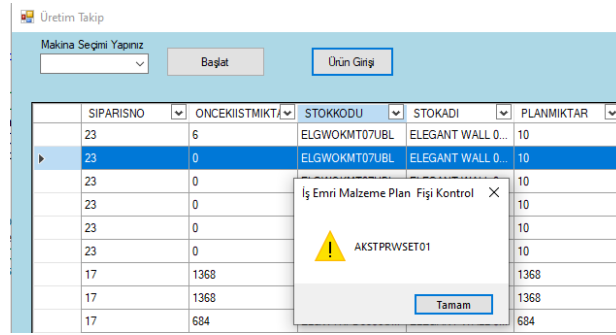 Üretim Takip
Makina Seçimi Yapınız
Başlat
Ürün Girişi
SIPARISNO ONCEKIISTMIKTA STOKKODU STOKADI PLANMIKTAR
23 6 ELGWOKMT07UBL ELEGANT WALL 0... 10
23 0 ELGWOKMT07UBL ELEGANT WALL 0... 10
23 0 10
23 0 10
23 0 10
23 0 10
17 1368 1368
17 1368 1368
17 684 684
İş Emri Malzeme Plan Fişi Kontrol
AKSTPRWSET01
Tamam